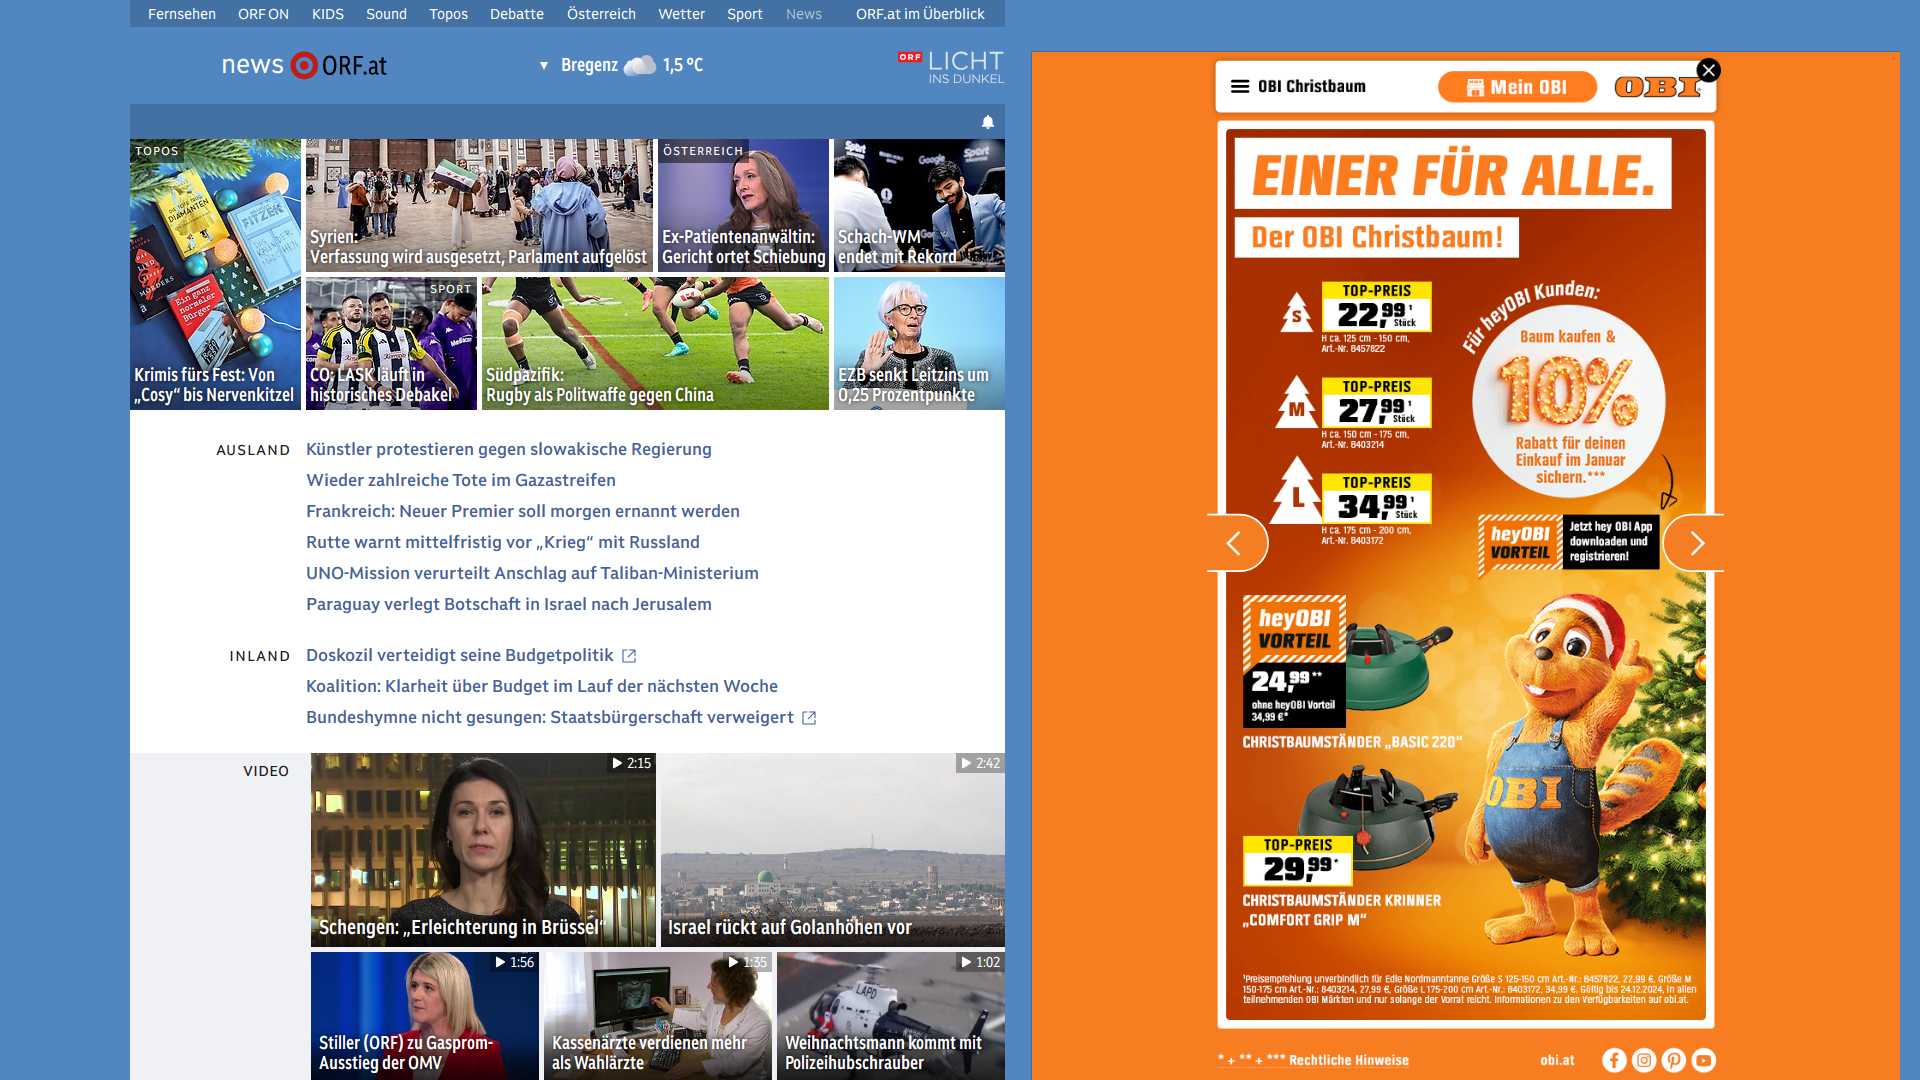 Fernsehen ORF ON KIDS Sound Topos Debatte Österreich Wetter Sport News ORF.at im Überblick
news ORF.at
Bregenz 1,5 °C
ORF LICHT
INS DUNKEL
TOPOS
Krimis fürs Fest: Von
„Cosy“ bis Nervenkitzel
Syrien:
Verfassung wird ausgesetzt, Parlament aufgelöst
ÖSTERREICH
Ex-Patientenanwältin:
Gericht ortet Schiebung
Schach-WM
endet mit Rekord
SPORT
CO: LASK läuft in
historisches Debakel
Südpazifik:
Rugby als Politwaffe gegen China
EZB senkt Leitzins um
0,25 Prozentpunkte
AUSLAND
Künstler protestieren gegen slowakische Regierung
Wieder zahlreiche Tote im Gazastreifen
Frankreich: Neuer Premier soll morgen ernannt werden
Rutte warnt mittelfristig vor „Krieg“ mit Russland
UNO-Mission verurteilt Anschlag auf Taliban-Ministerium
Paraguay verlegt Botschaft in Israel nach Jerusalem
INLAND
Doskozil verteidigt seine Budgetpolitik
Koalition: Klarheit über Budget im Lauf der nächsten Woche
Bundeshymne nicht gesungen: Staatsbürgerschaft verweigert
VIDEO
2:15
Schengen: „Erleichterung in Brüssel“
2:42
Israel rückt auf Golanhöhen vor
1:56
Stiller (ORF) zu Gasprom-
Ausstieg der OMV
1:35
Kassenärzte verdienen mehr
als Wahlärzte
1:02
LAPD
Weihnachtsmann kommt mit
Polizeihubschrauber
OBI Christbaum
Mein OBI
OBI
EINER FÜR ALLE.
Der OBI Christbaum!
S
TOP-PREIS
22,99¹
Stück
H ca. 125 cm - 150 cm,
Art.-Nr. 8457822
M
TOP-PREIS
27,99¹
Stück
H ca. 150 cm - 175 cm,
Art.-Nr. 8403214
L
TOP-PREIS
34,99¹
Stück
H ca. 175 cm - 200 cm,
Art.-Nr. 8403172
Für heyOBI Kunden:
Baum kaufen &
10%
Rabatt für deinen
Einkauf im Januar
sichern.***
heyOBI
VORTEIL
Jetzt hey OBI App
downloaden und
registrieren!
heyOBI
VORTEIL
24,99**
ohne heyOBI Vorteil
34,99 €*
CHRISTBAUMSTÄNDER „BASIC 220“
OBI
TOP-PREIS
29,99*
CHRISTBAUMSTÄNDER KRINNER
„COMFORT GRIP M“
¹Preisempfehlung unverbindlich für Edle Nordmanntanne Größe S 125-150 cm Art.-Nr.: 8457822, 22,99 €, Größe M
150-175 cm Art.-Nr.: 8403214, 27,99 €, Größe L 175-200 cm Art.-Nr.: 8403172, 34,99 €. Gültig bis 24.12.2024, in allen
teilnehmenden OBI Märkten und nur solange der Vorrat reicht. Informationen zu den Verfügbarkeiten auf obi.at.
* + ** + *** Rechtliche Hinweise
obi.at